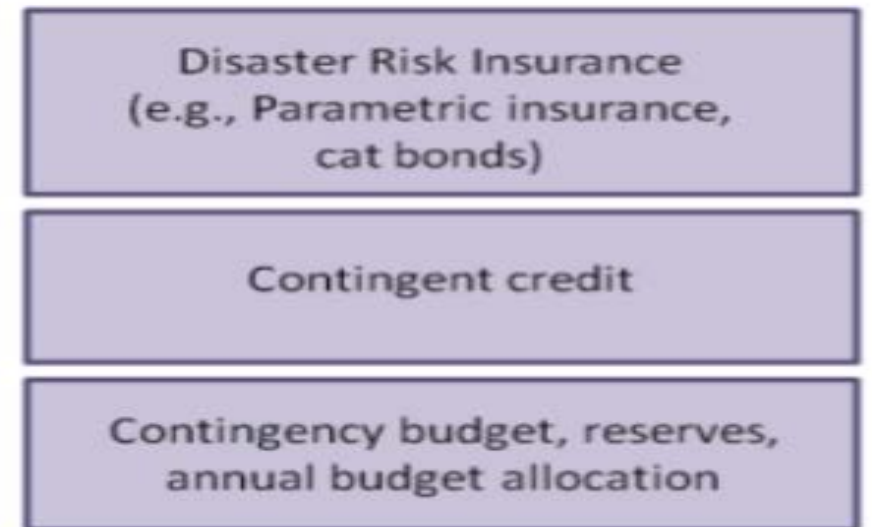 Disaster Risk Insurance
(e.g., Parametric insurance,
cat bonds)
Contingent credit
Contingency budget, reserves,
annual budget allocation